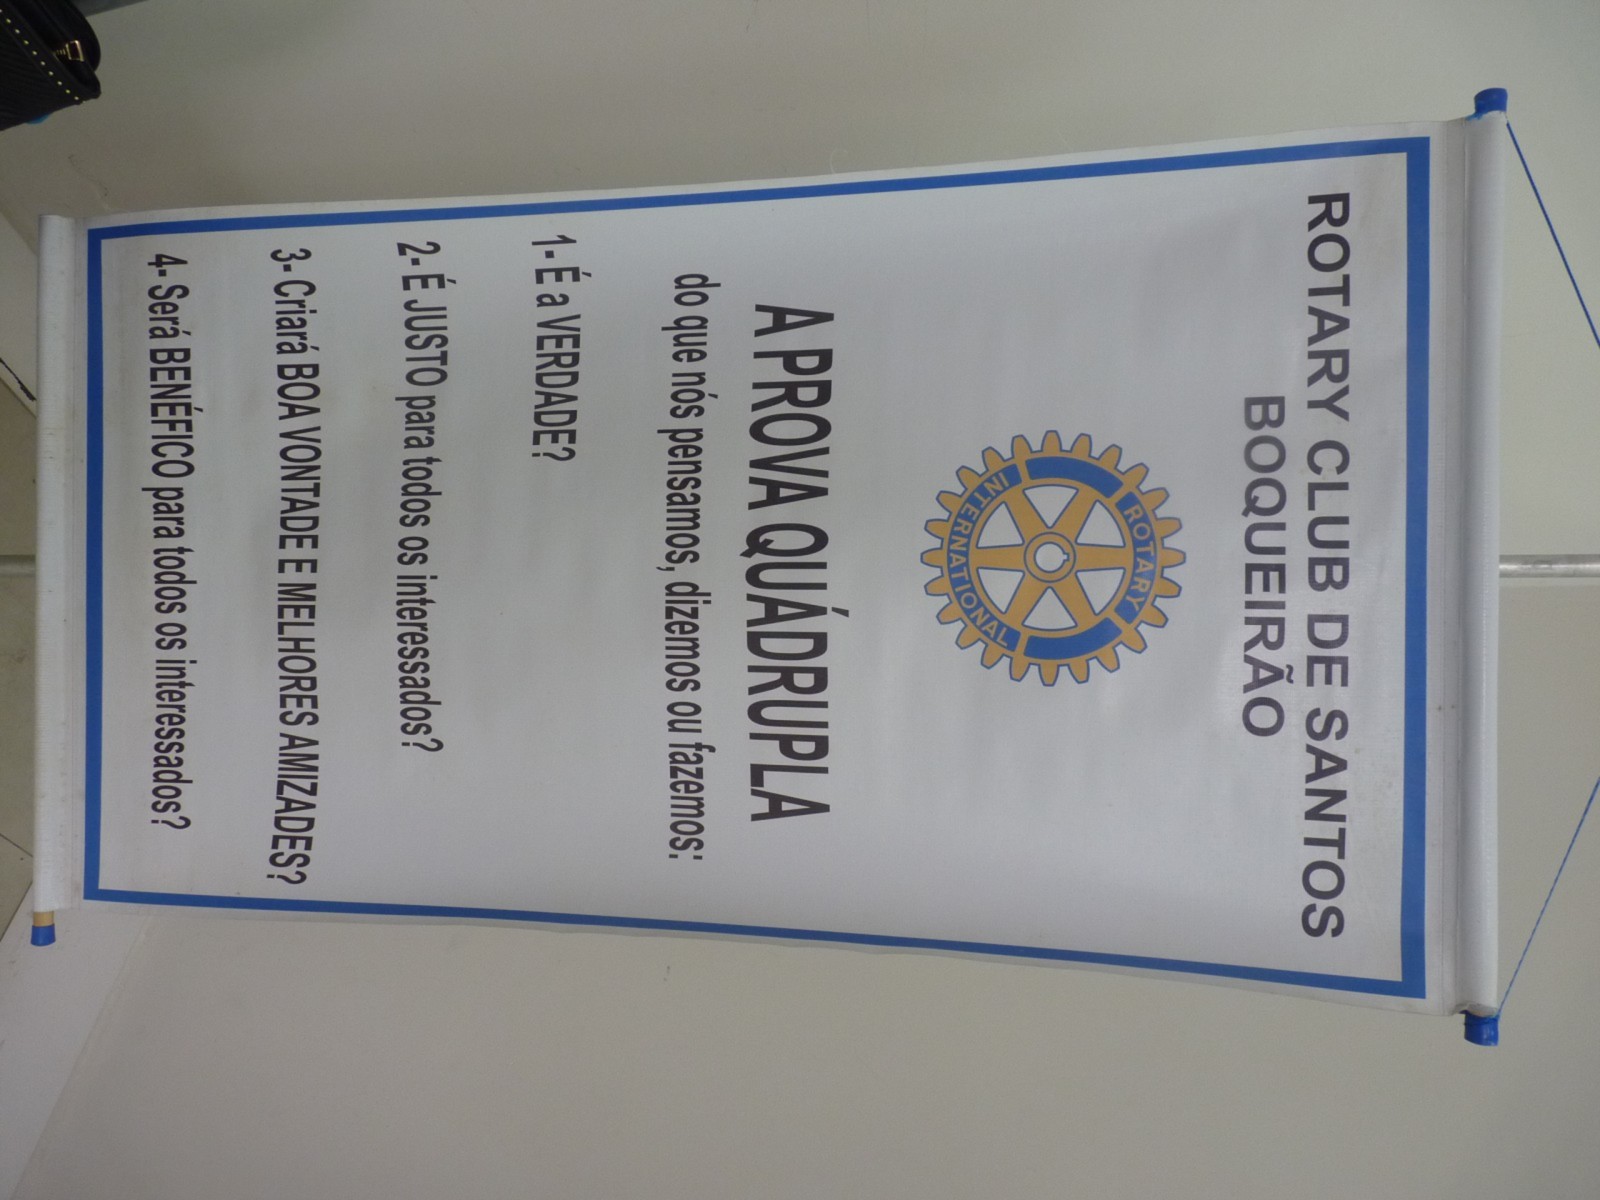 ROTARY CLUB DE SANTOS
BOQUEIRÃO
ROTARY
INTERNATIONAL
A PROVA QUÁDRUPLA
do que nós pensamos, dizemos ou fazemos:
1- É a VERDADE?
2- É JUSTO para todos os interessados?
3- Criará BOA VONTADE E MELHORES AMIZADES?
4- Será BENÉFICO para todos os interessados?